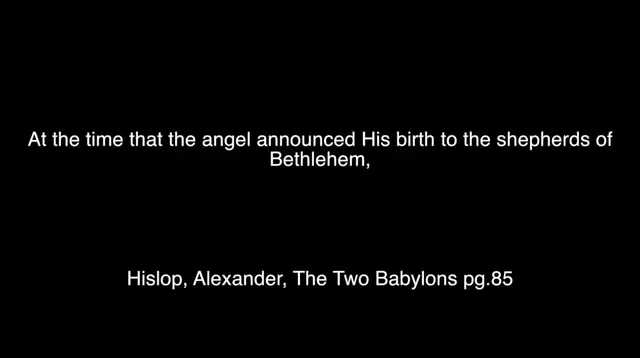 At the time that the angel announced His birth to the shepherds of
Bethlehem,
Hislop, Alexander, The Two Babylons pg.85